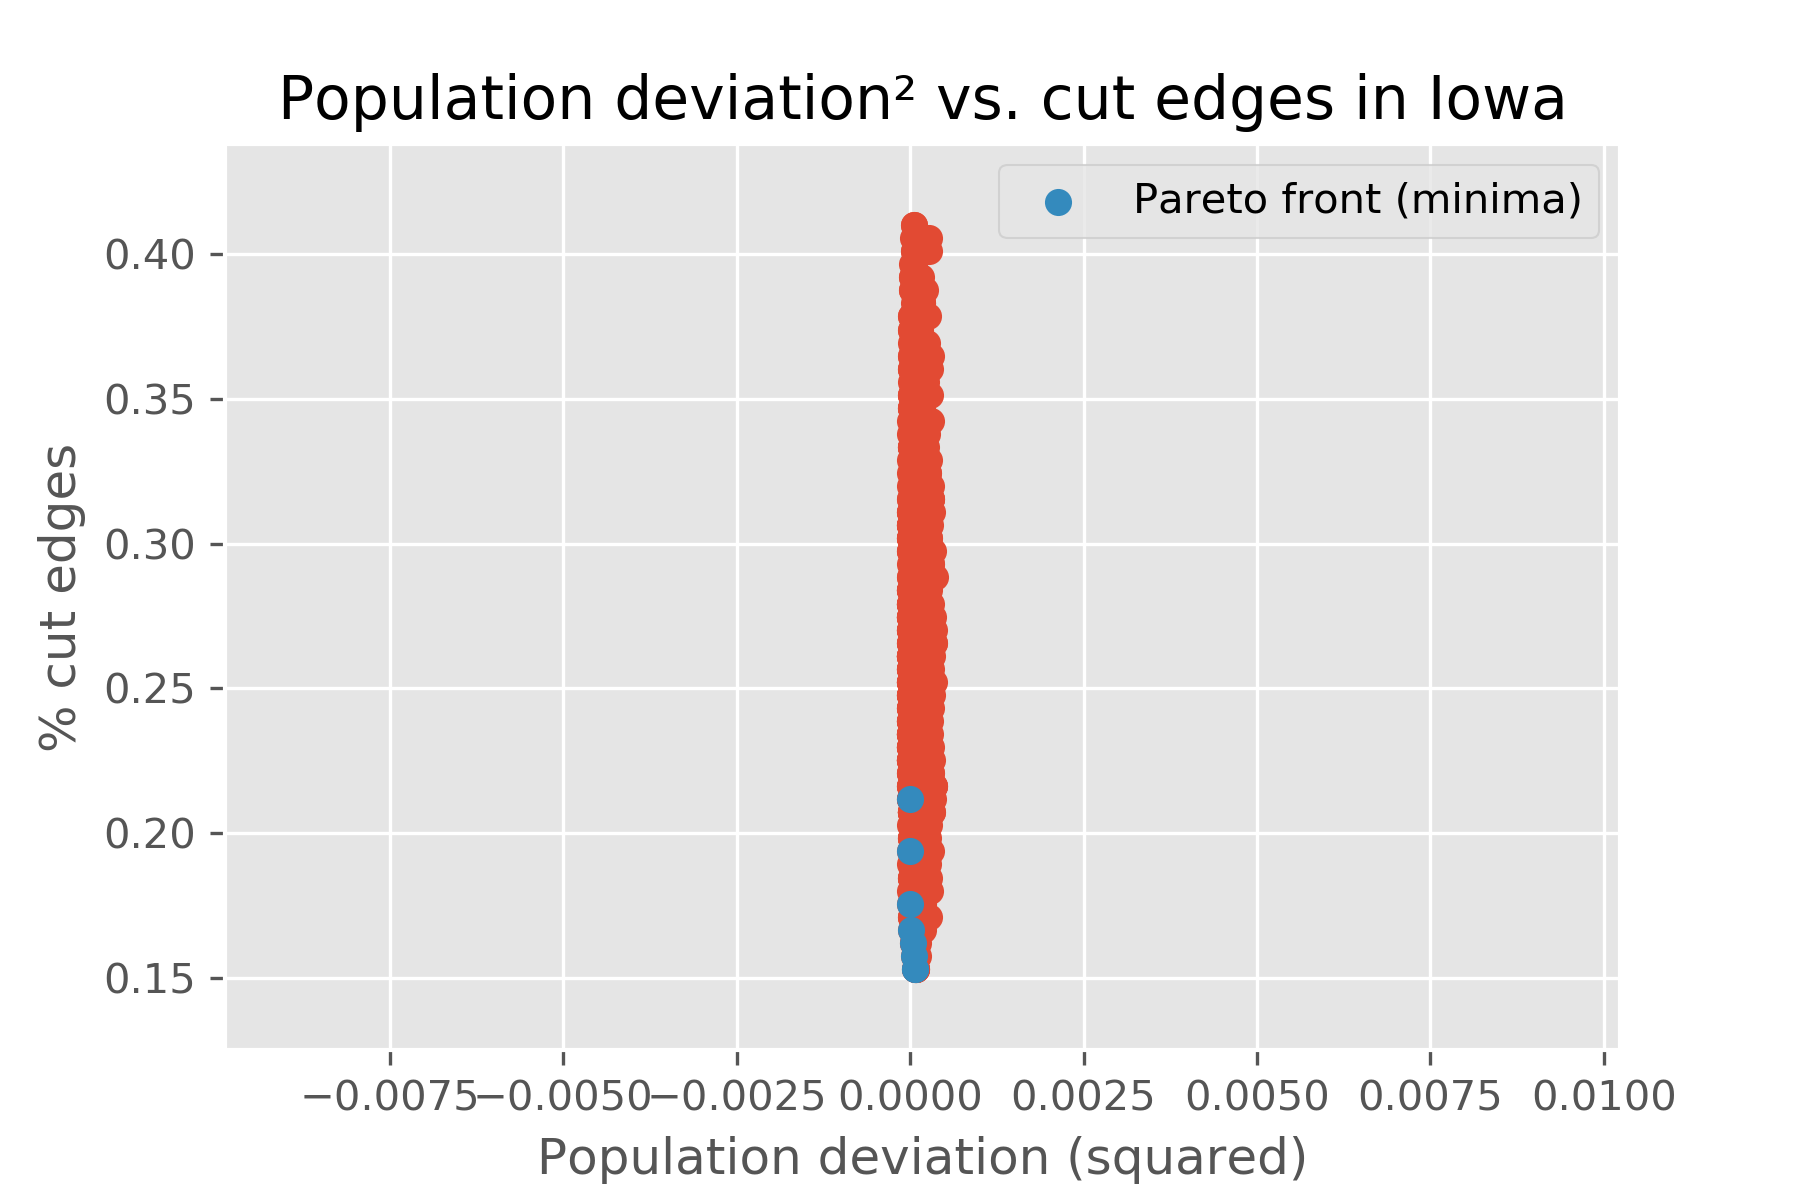 Population deviation² vs. cut edges in Iowa
Pareto front (minima)
0.40
0.35
0.30
0.25
0.20
0.15
% cut edges
−0.0075 −0.0050 −0.0025 0.0000 0.0025 0.0050 0.0075 0.0100
Population deviation (squared)